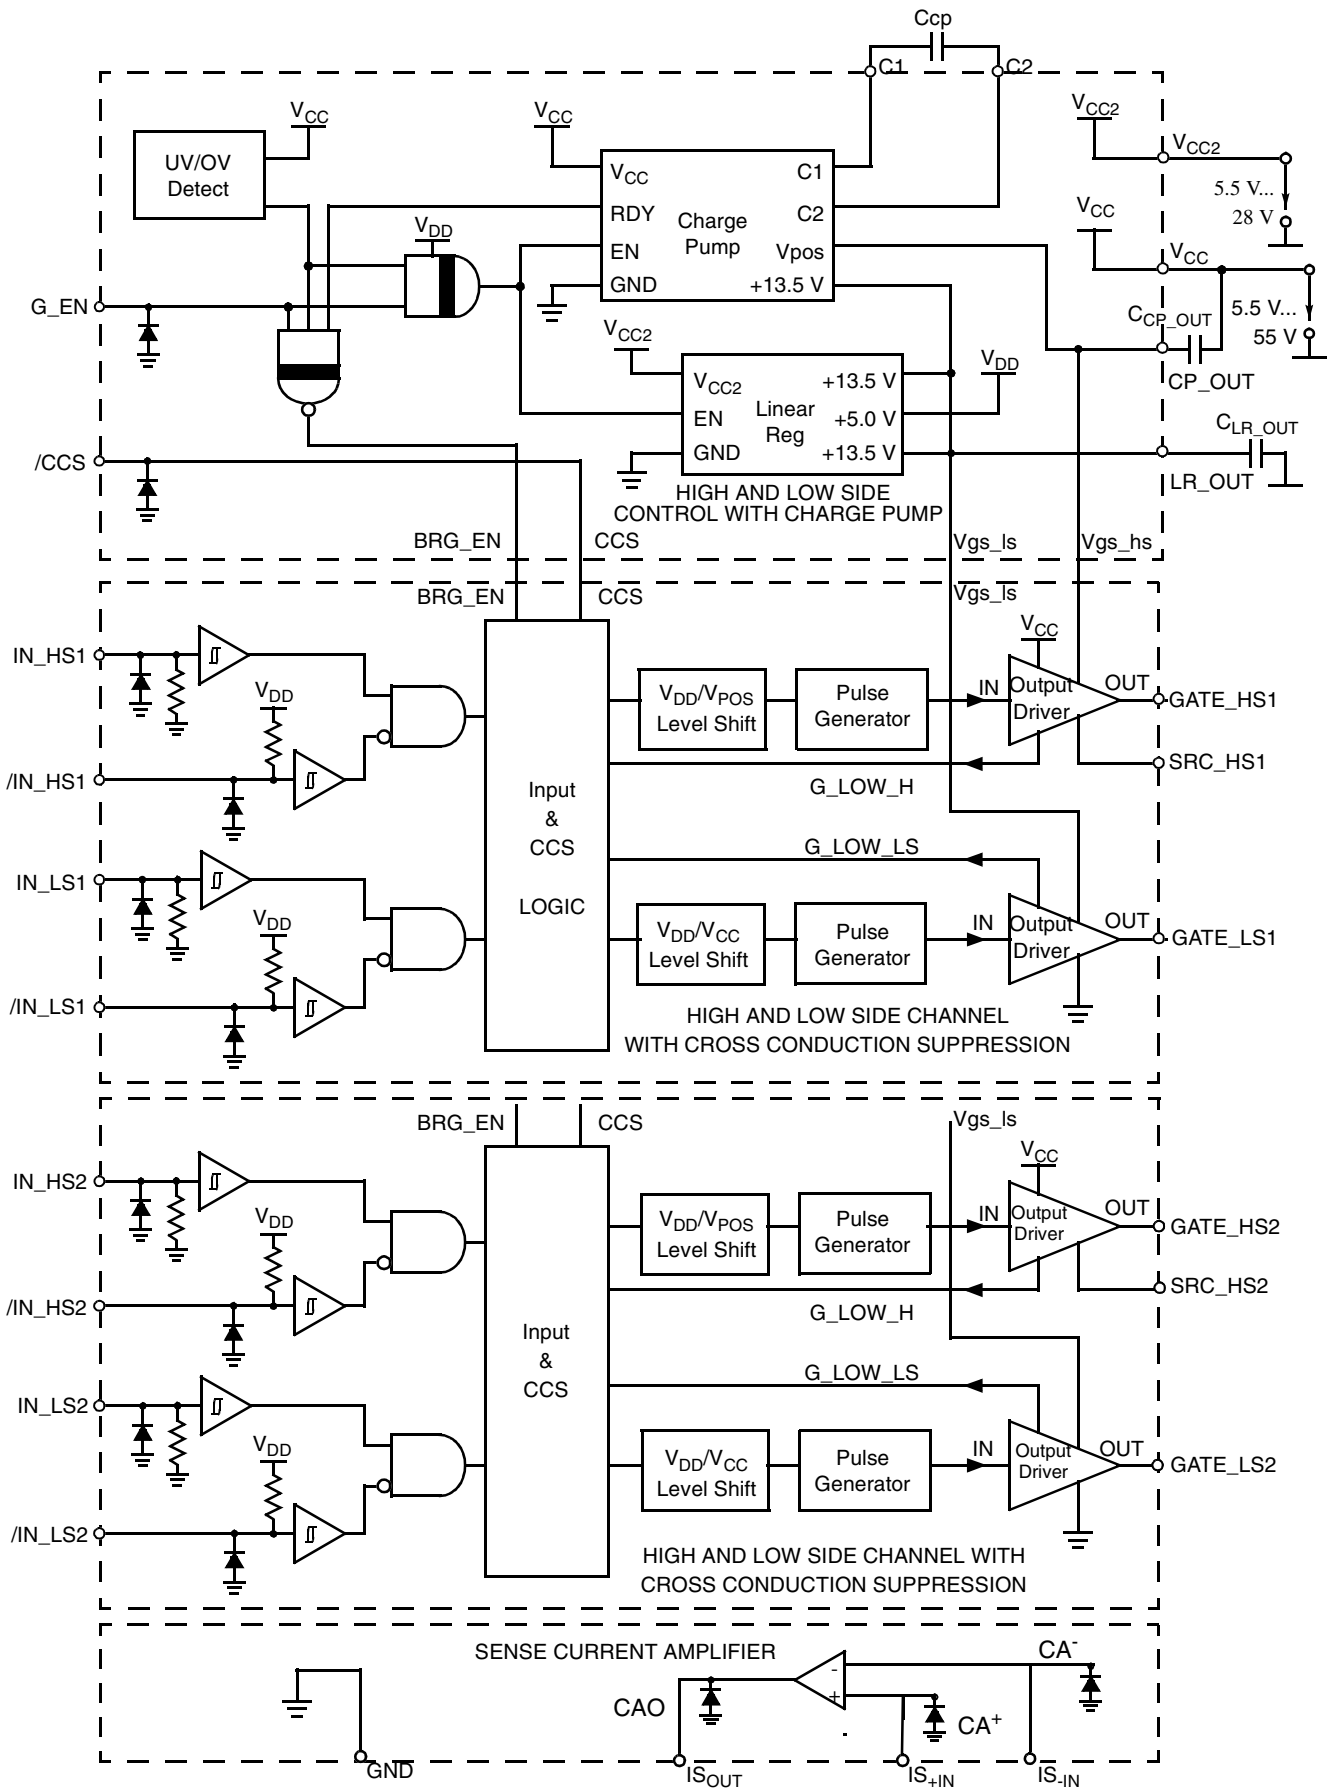 Ccp
C1
C2
VCC
VCC
VCC2
VCC2
UV/OV
Detect
5.5 V...
28 V
VCC
C1
RDY
C2
Charge
Pump
EN
Vpos
GND
+13.5 V
VDD
VCC
VCC
G_EN
CCP_OUT
5.5 V...
55 V
CP_OUT
VCC2
VDD
VCC2
+13.5 V
EN
Linear
Reg
+5.0 V
GND
+13.5 V
CLR_OUT
LR_OUT
/CCS
HIGH AND LOW SIDE
CONTROL WITH CHARGE PUMP
BRG_EN
CCS
Vgs_ls
Vgs_hs
BRG_EN
CCS
Vgs_ls
IN_HS1
VDD
/IN_HS1
VCC
VDD/VPOS
Level Shift
Pulse
Generator
IN
Output
Driver
OUT
GATE_HS1
SRC_HS1
G_LOW_H
Input
&
CCS
LOGIC
G_LOW_LS
IN_LS1
VDD
/IN_LS1
VDD/VCC
Level Shift
Pulse
Generator
IN
Output
Driver
OUT
GATE_LS1
HIGH AND LOW SIDE CHANNEL
WITH CROSS CONDUCTION SUPPRESSION
BRG_EN
CCS
Vgs_ls
IN_HS2
VDD
/IN_HS2
VCC
VDD/VPOS
Level Shift
Pulse
Generator
IN
Output
Driver
OUT
GATE_HS2
SRC_HS2
G_LOW_H
Input
&
CCS
G_LOW_LS
IN_LS2
VDD
/IN_LS2
VDD/VCC
Level Shift
Pulse
Generator
IN
Output
Driver
OUT
GATE_LS2
HIGH AND LOW SIDE CHANNEL WITH
CROSS CONDUCTION SUPPRESSION
SENSE CURRENT AMPLIFIER
CA-
-
+
CAO
CA+
GND
ISOUT
IS+IN
IS-IN